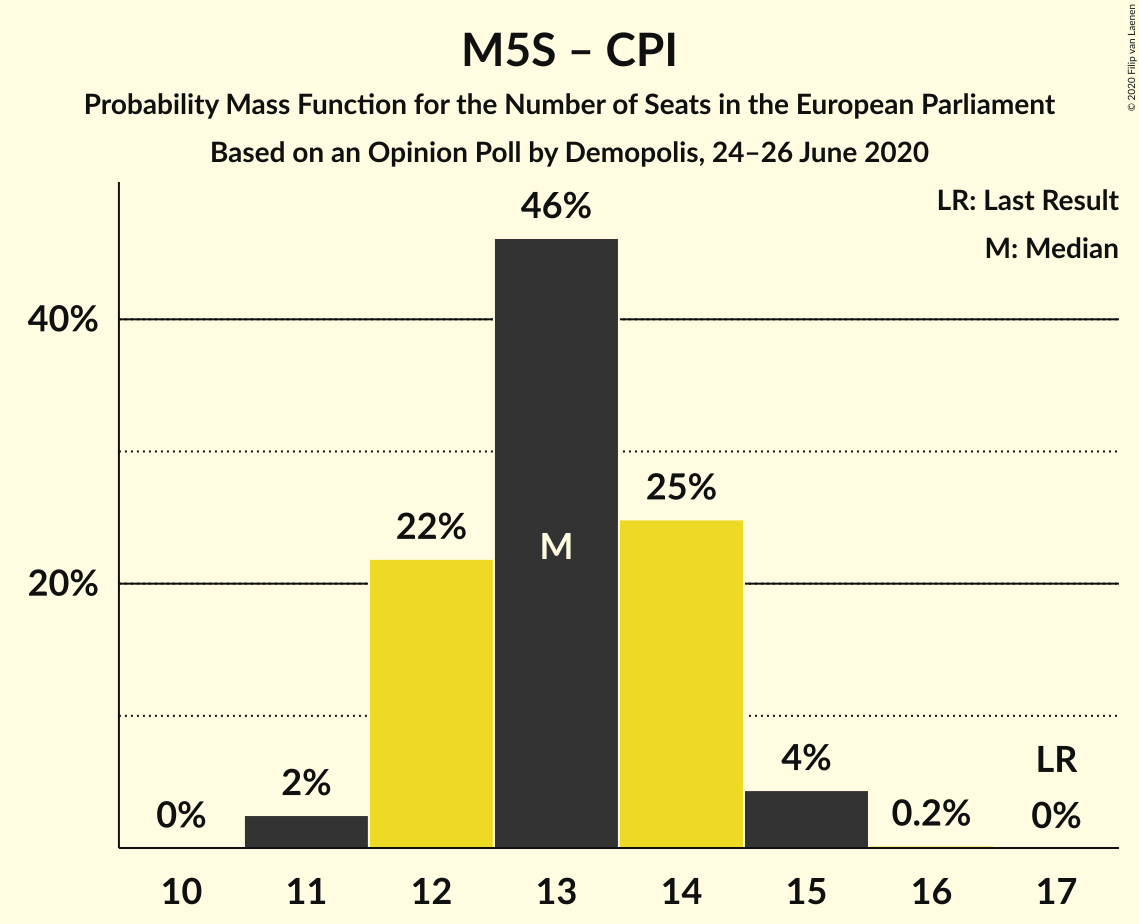 M5S – CPI
Probability Mass Function for the Number of Seats in the European Parliament
Based on an Opinion Poll by Demopolis, 24–26 June 2020
© 2020 Filip van Laenen
LR: Last Result
M: Median
46%
40%
25%
22%
M
20%
4%
LR
2%
0%
0.2%
0%
10 11 12 13 14 15 16 17